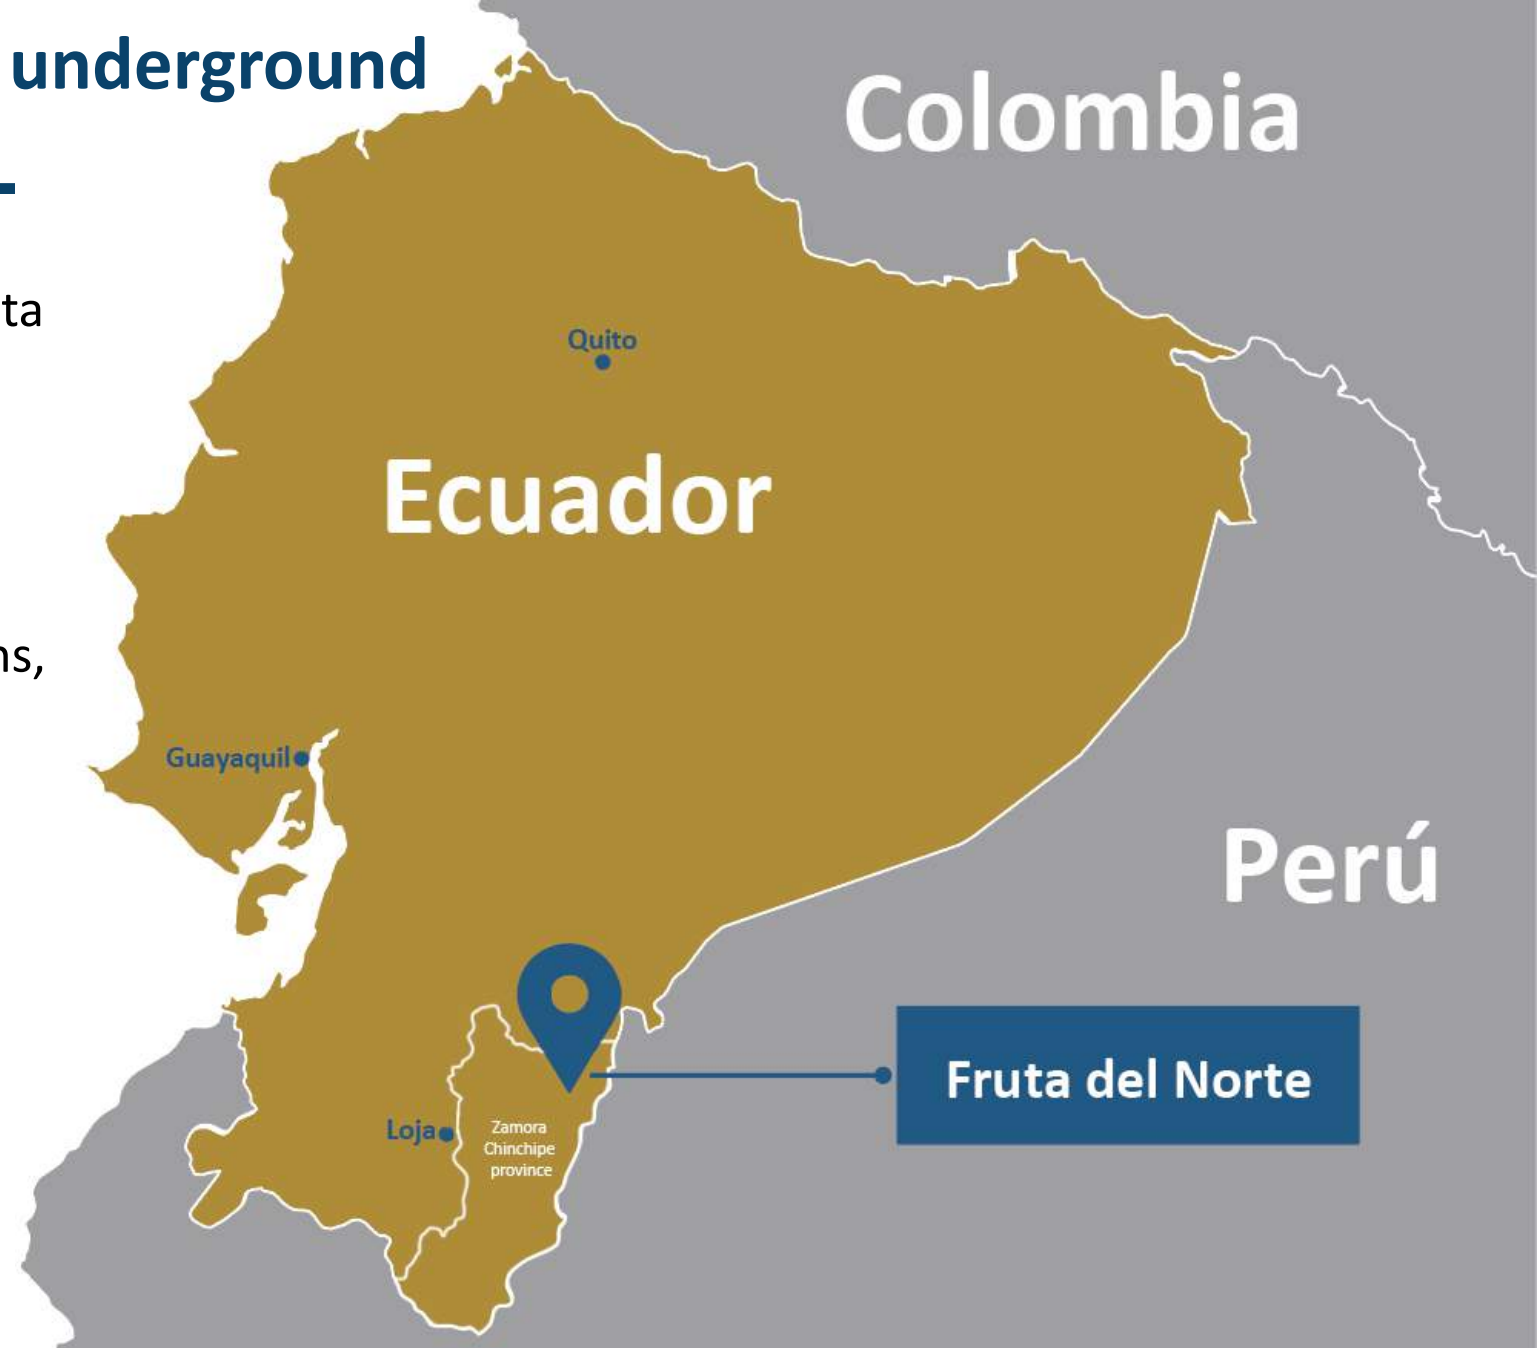 underground
Colombia
ta
Quito
Ecuador
ns,
Guayaquil
Perú
Fruta del Norte
Loja
Zamora
Chinchipe
province